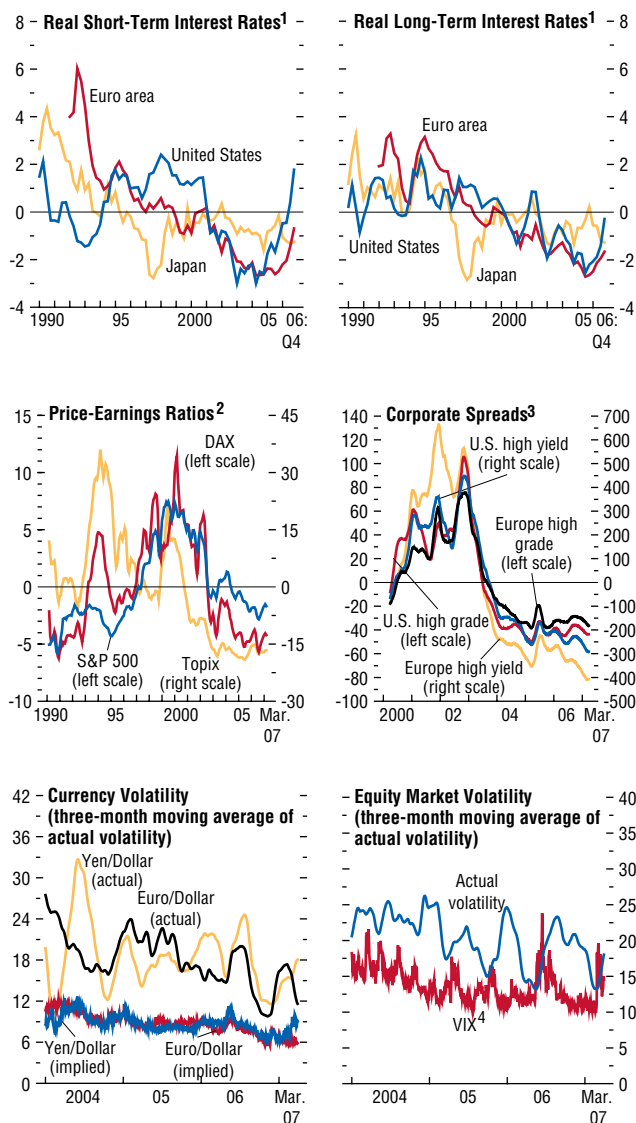 Real Short-Term Interest Rates1
8
6
4
2
0
-2
-4
Euro area
United States
Japan
1990 95 2000 05 06:
Q4
Real Long-Term Interest Rates1
8
6
4
2
0
-2
-4
Euro area
United States
Japan
1990 95 2000 05 06:
Q4
Price-Earnings Ratios2
15
10
5
0
-5
-10
45
30
15
0
-15
-30
DAX
(left scale)
S&P 500
(left scale)
Topix
(right scale)
1990 95 2000 05 Mar.
07
Corporate Spreads3
140
120
100
80
60
40
20
0
-20
-40
-60
-80
-100
700
600
500
400
300
200
100
0
-100
-200
-300
-400
-500
U.S. high yield
(right scale)
Europe high
grade
(left scale)
U.S. high grade
(left scale)
Europe high yield
(right scale)
2000 02 04 06 Mar.
07
Currency Volatility
(three-month moving average of
actual volatility)
42
36
30
24
18
12
6
0
Yen/Dollar
(actual)
Euro/Dollar
(actual)
Yen/Dollar
(implied)
Euro/Dollar
(implied)
2004 05 06 Mar.
07
Equity Market Volatility
(three-month moving average of
actual volatility)
40
35
30
25
20
15
10
5
0
Actual
volatility
VIX4
2004 05 06 Mar.
07